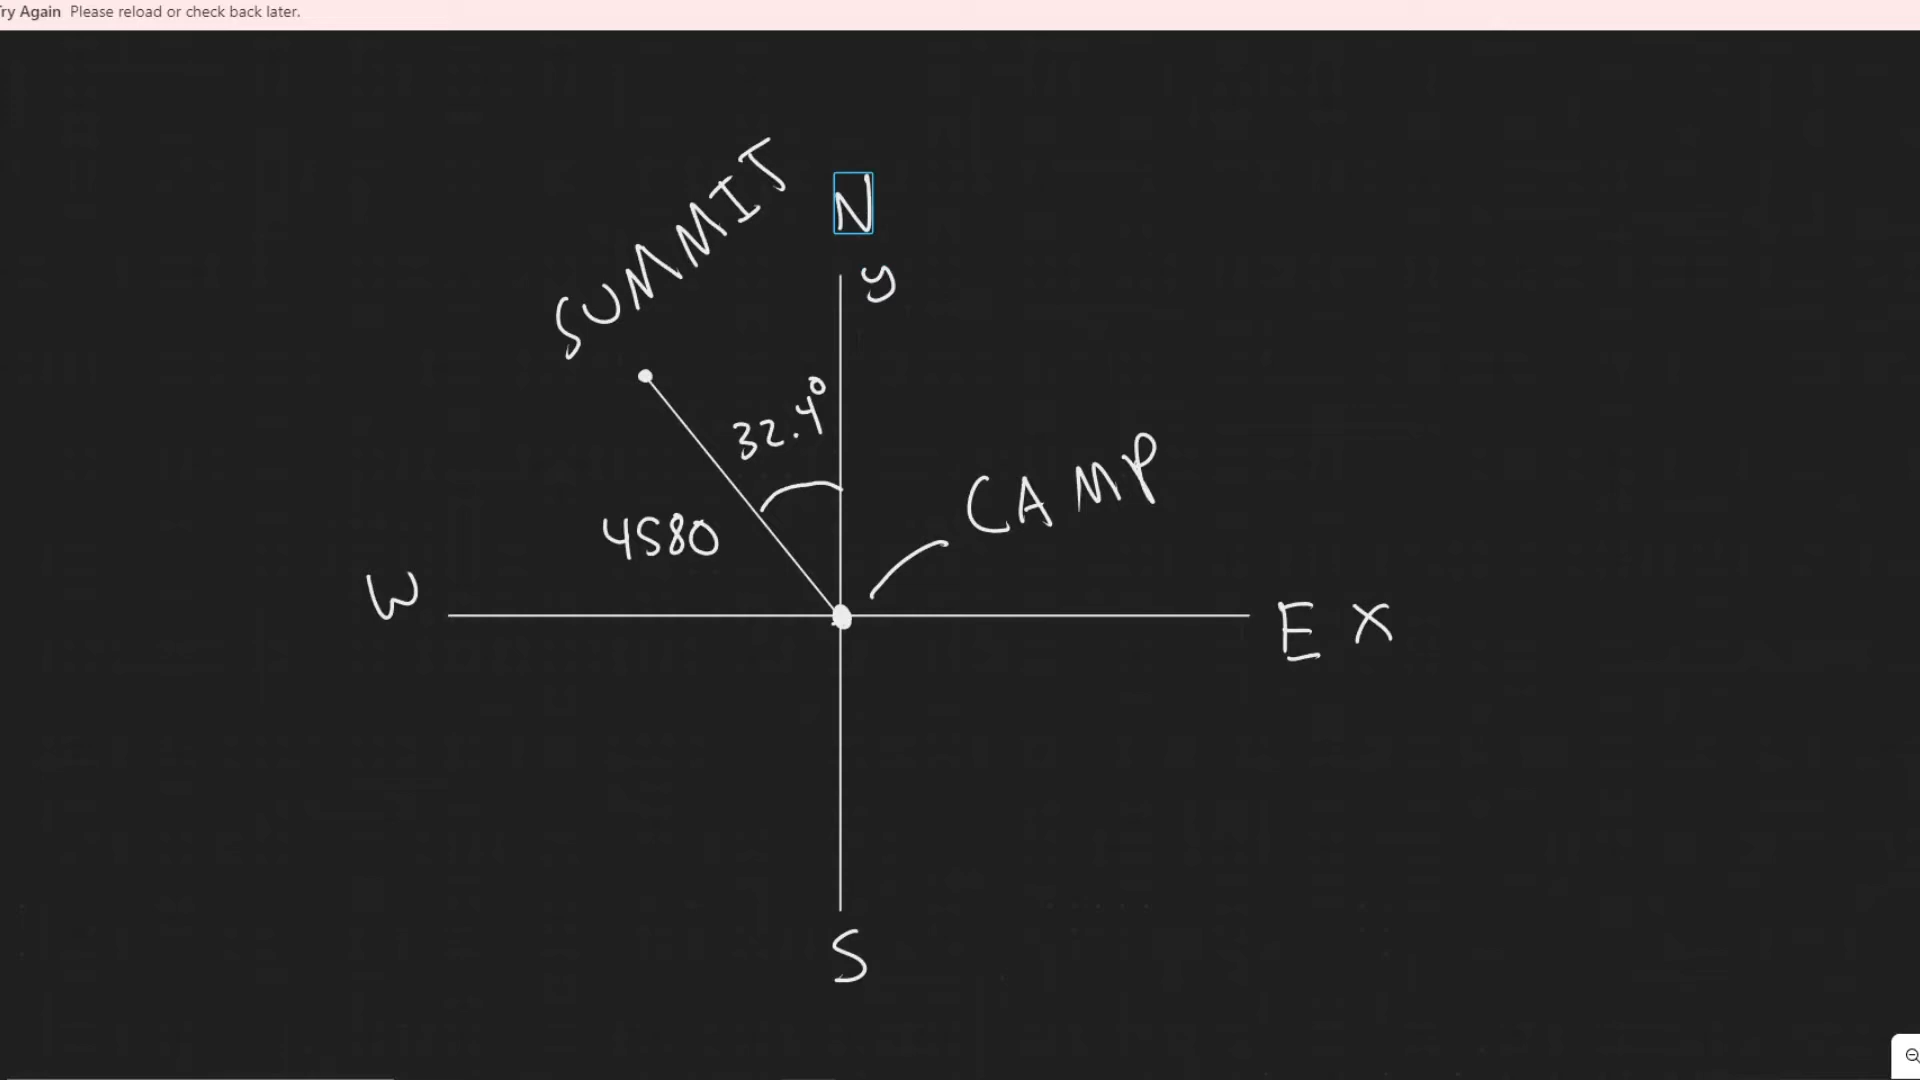 ry Again Please reload or check back later.
SUMMIT
N
y
32.4°
CAMP
4580
W
E X
S